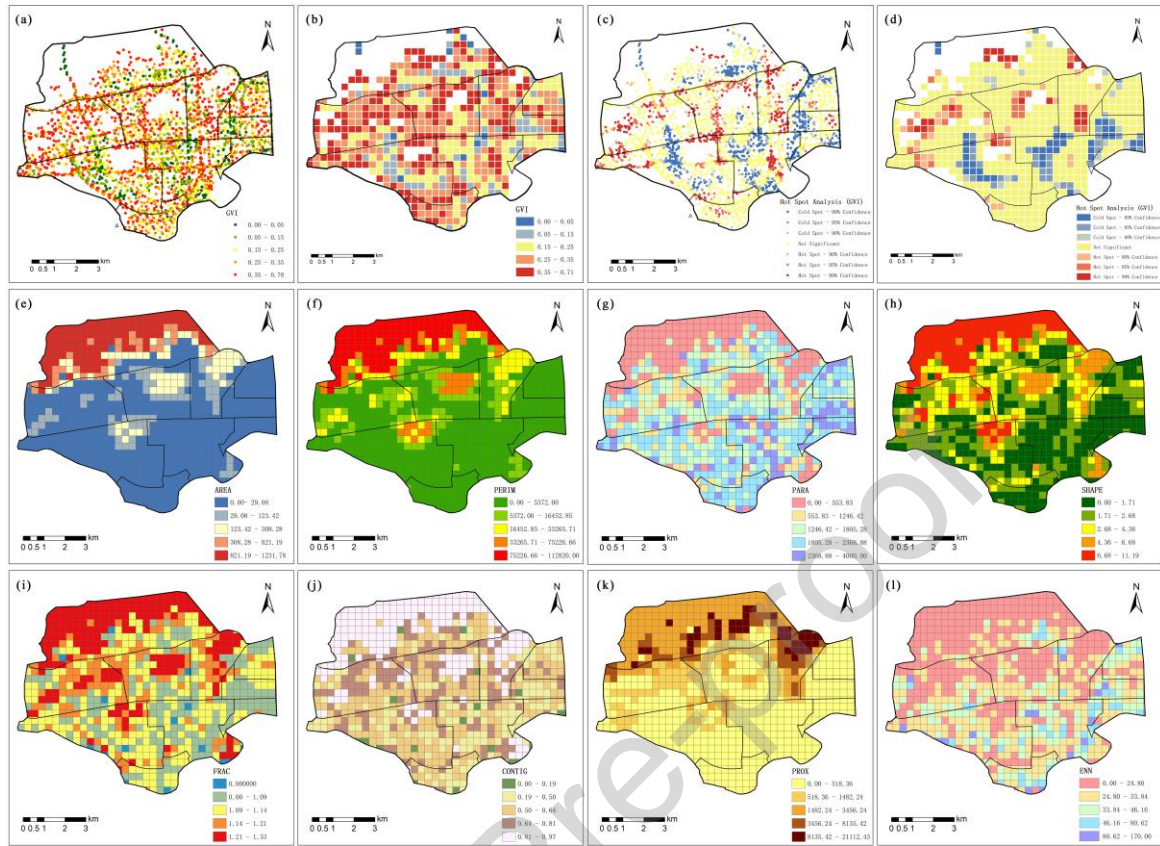 (a)
N
GVI
0.00 - 0.05
0.05 - 0.15
0.15 - 0.25
0.25 - 0.35
0.35 - 0.78
0 0.5 1 2 3 km
(b)
N
GVI
0.00 - 0.05
0.05 - 0.15
0.15 - 0.25
0.25 - 0.35
0.35 - 0.71
0 0.5 1 2 3 km
(c)
N
Hot Spot Analysis (GVI)
Cold Spot - 99% Confidence
Cold Spot - 95% Confidence
Cold Spot - 90% Confidence
Not Significant
Hot Spot - 90% Confidence
Hot Spot - 95% Confidence
Hot Spot - 99% Confidence
0 0.5 1 2 3 km
(d)
N
Hot Spot Analysis (GVI)
Cold Spot - 99% Confidence
Cold Spot - 95% Confidence
Cold Spot - 90% Confidence
Not Significant
Hot Spot - 90% Confidence
Hot Spot - 95% Confidence
Hot Spot - 99% Confidence
0 0.5 1 2 3 km
(e)
N
AREA
0.00 - 29.08
29.08 - 123.42
123.42 - 308.28
308.28 - 821.19
821.19 - 1231.78
0 0.5 1 2 3 km
(f)
N
PERIM
0.00 - 5372.00
5372.00 - 16452.85
16452.85 - 33265.71
33265.71 - 75226.66
75226.66 - 112820.00
0 0.5 1 2 3 km
(g)
N
PARA
0.00 - 553.83
553.83 - 1246.42
1246.42 - 1805.28
1805.28 - 2368.88
2368.88 - 4000.00
0 0.5 1 2 3 km
(h)
N
SHAPE
0.00 - 1.71
1.71 - 2.68
2.68 - 4.36
4.36 - 6.68
6.68 - 11.19
0 0.5 1 2 3 km
(i)
N
FRAC
0.000000
0.00 - 1.09
1.09 - 1.14
1.14 - 1.21
1.21 - 1.33
0 0.5 1 2 3 km
(j)
N
CONTIG
0.00 - 0.19
0.19 - 0.50
0.50 - 0.66
0.66 - 0.81
0.81 - 0.97
0 0.5 1 2 3 km
(k)
N
PROX
0.00 - 518.36
518.36 - 1482.24
1482.24 - 3456.24
3456.24 - 8135.42
8135.42 - 21112.43
0 0.5 1 2 3 km
(l)
N
ENN
0.00 - 24.80
24.80 - 33.84
33.84 - 46.16
46.16 - 80.62
80.62 - 170.00
0 0.5 1 2 3 km
re-proo